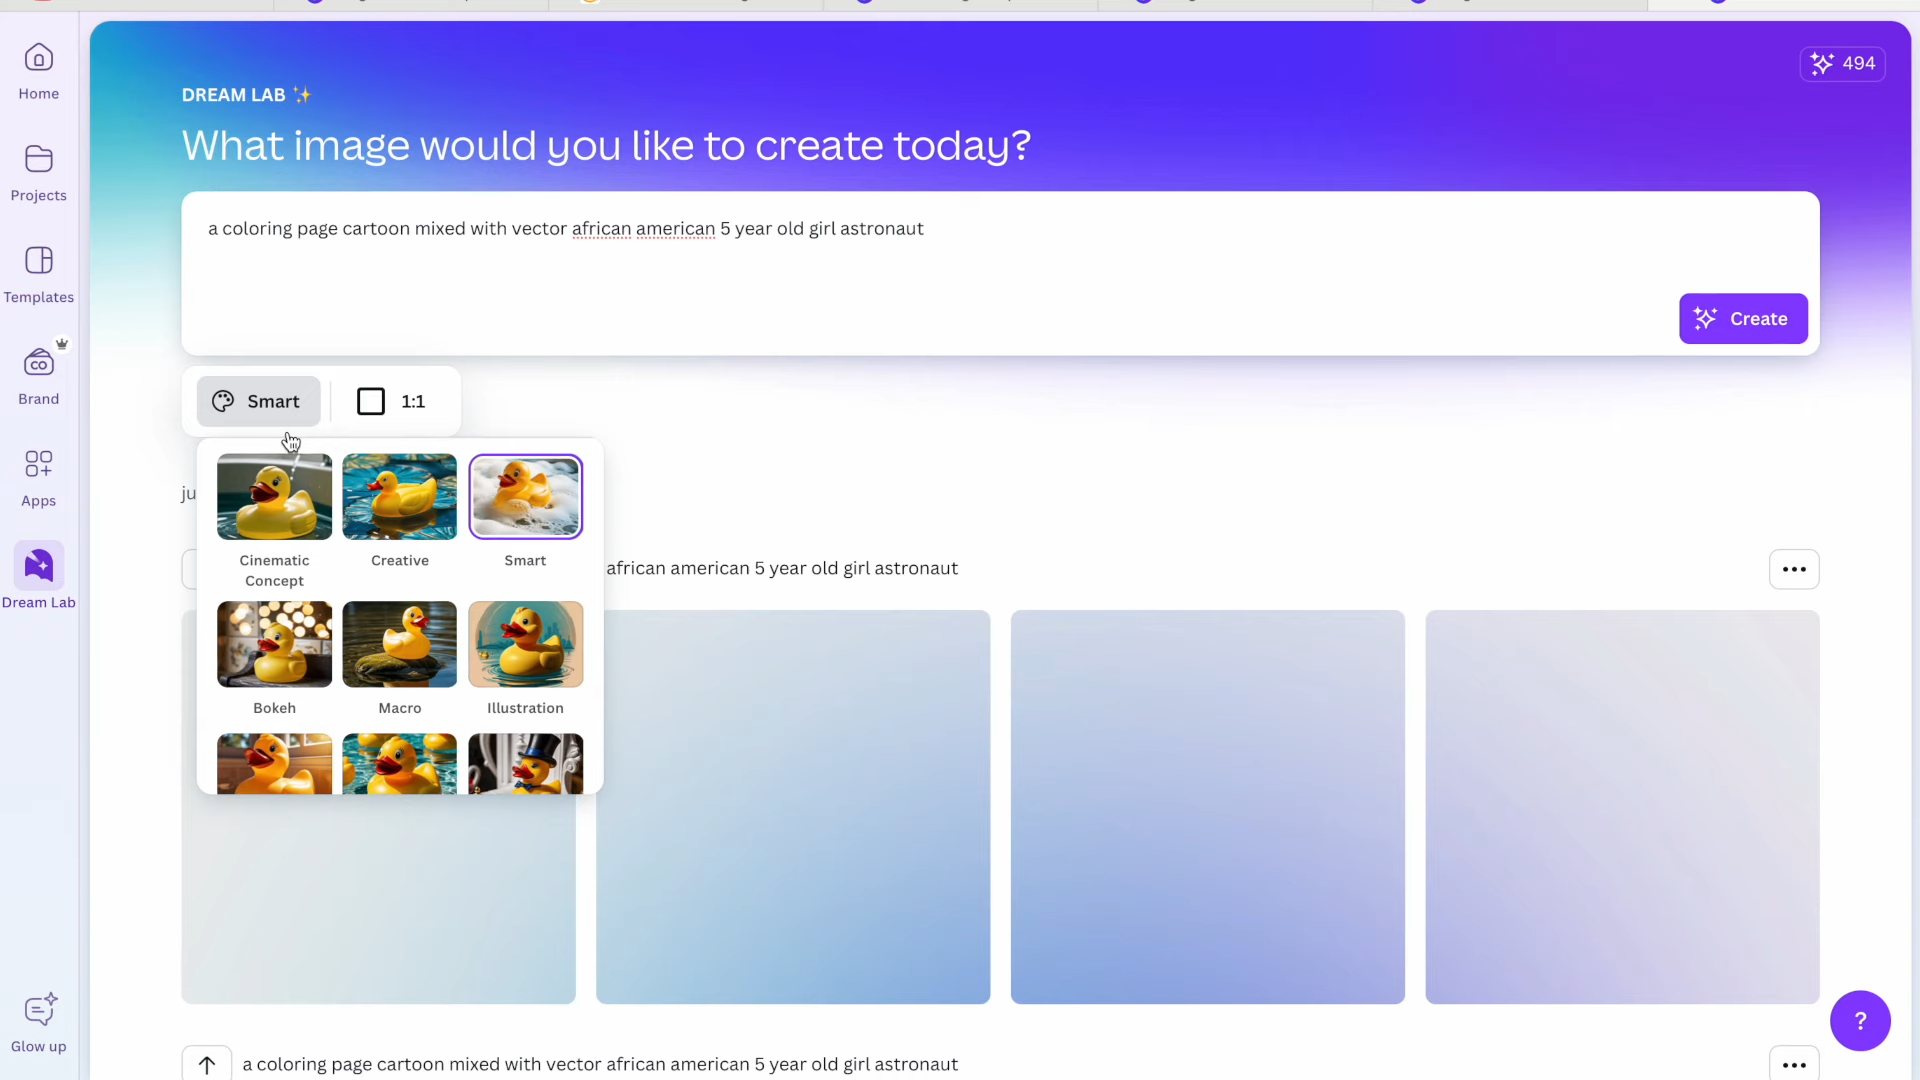 494
Home
DREAM LAB
What image would you like to create today?
Projects
a coloring page cartoon mixed with vector african american 5 year old girl astronaut
Templates
Create
CO
Brand
Smart
1:1
ju
Apps
Cinematic Concept
Creative
Smart
african american 5 year old girl astronaut
Dream Lab
Bokeh
Macro
Illustration
?
Glow up
a coloring page cartoon mixed with vector african american 5 year old girl astronaut